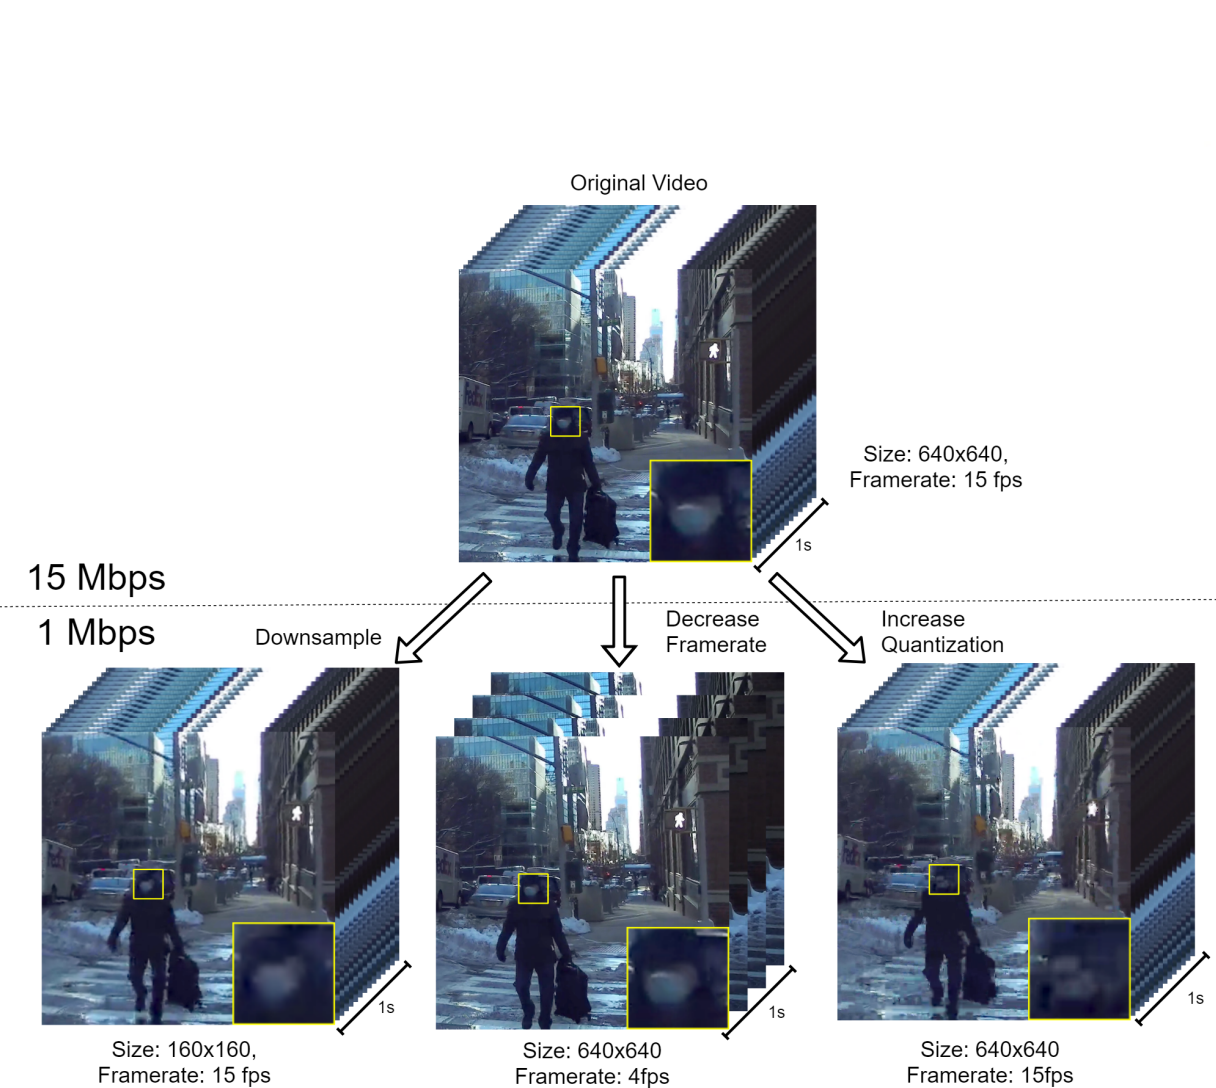 Original Video
FedEx
Size: 640x640,
Framerate: 15 fps
1s
15 Mbps
1 Mbps
Downsample
Decrease
Framerate
Increase
Quantization
1s
1s
1s
Size: 160x160,
Framerate: 15 fps
Size: 640x640
Framerate: 4fps
Size: 640x640
Framerate: 15fps